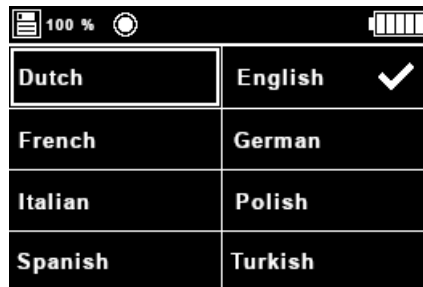 100 %
Dutch English
French German
Italian Polish
Spanish Turkish